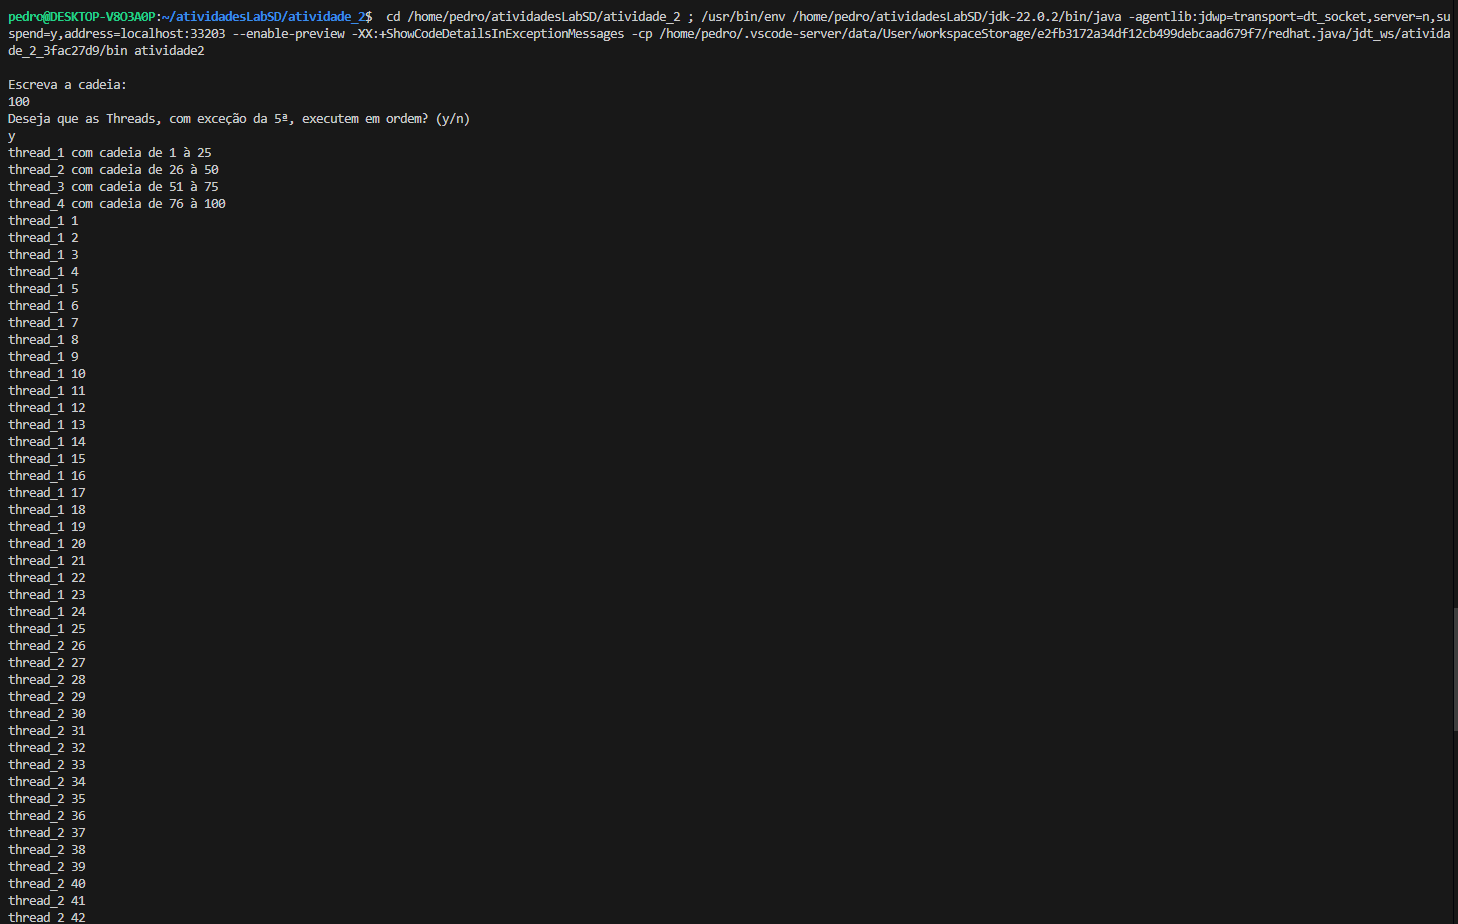 pedro@DESKTOP-V8O3A0P:~/atividadesLabSD/atividade_2$  cd /home/pedro/atividadesLabSD/atividade_2 ; /usr/bin/env /home/pedro/atividadesLabSD/jdk-22.0.2/bin/java -agentlib:jdwp=transport=dt_socket,server=n,su
spend=y,address=localhost:33203 --enable-preview -XX:+ShowCodeDetailsInExceptionMessages -cp /home/pedro/.vscode-server/data/User/workspaceStorage/e2fb3172a34df12cb499debcaad679f7/redhat.java/jdt_ws/ativida
de_2_3fac27d9/bin atividade2
Escreva a cadeia:
100
Deseja que as Threads, com exceção da 5ª, executem em ordem? (y/n)
y
thread_1 com cadeia de 1 à 25
thread_2 com cadeia de 26 à 50
thread_3 com cadeia de 51 à 75
thread_4 com cadeia de 76 à 100
thread_1 1
thread_1 2
thread_1 3
thread_1 4
thread_1 5
thread_1 6
thread_1 7
thread_1 8
thread_1 9
thread_1 10
thread_1 11
thread_1 12
thread_1 13
thread_1 14
thread_1 15
thread_1 16
thread_1 17
thread_1 18
thread_1 19
thread_1 20
thread_1 21
thread_1 22
thread_1 23
thread_1 24
thread_1 25
thread_2 26
thread_2 27
thread_2 28
thread_2 29
thread_2 30
thread_2 31
thread_2 32
thread_2 33
thread_2 34
thread_2 35
thread_2 36
thread_2 37
thread_2 38
thread_2 39
thread_2 40
thread_2 41
thread_2 42